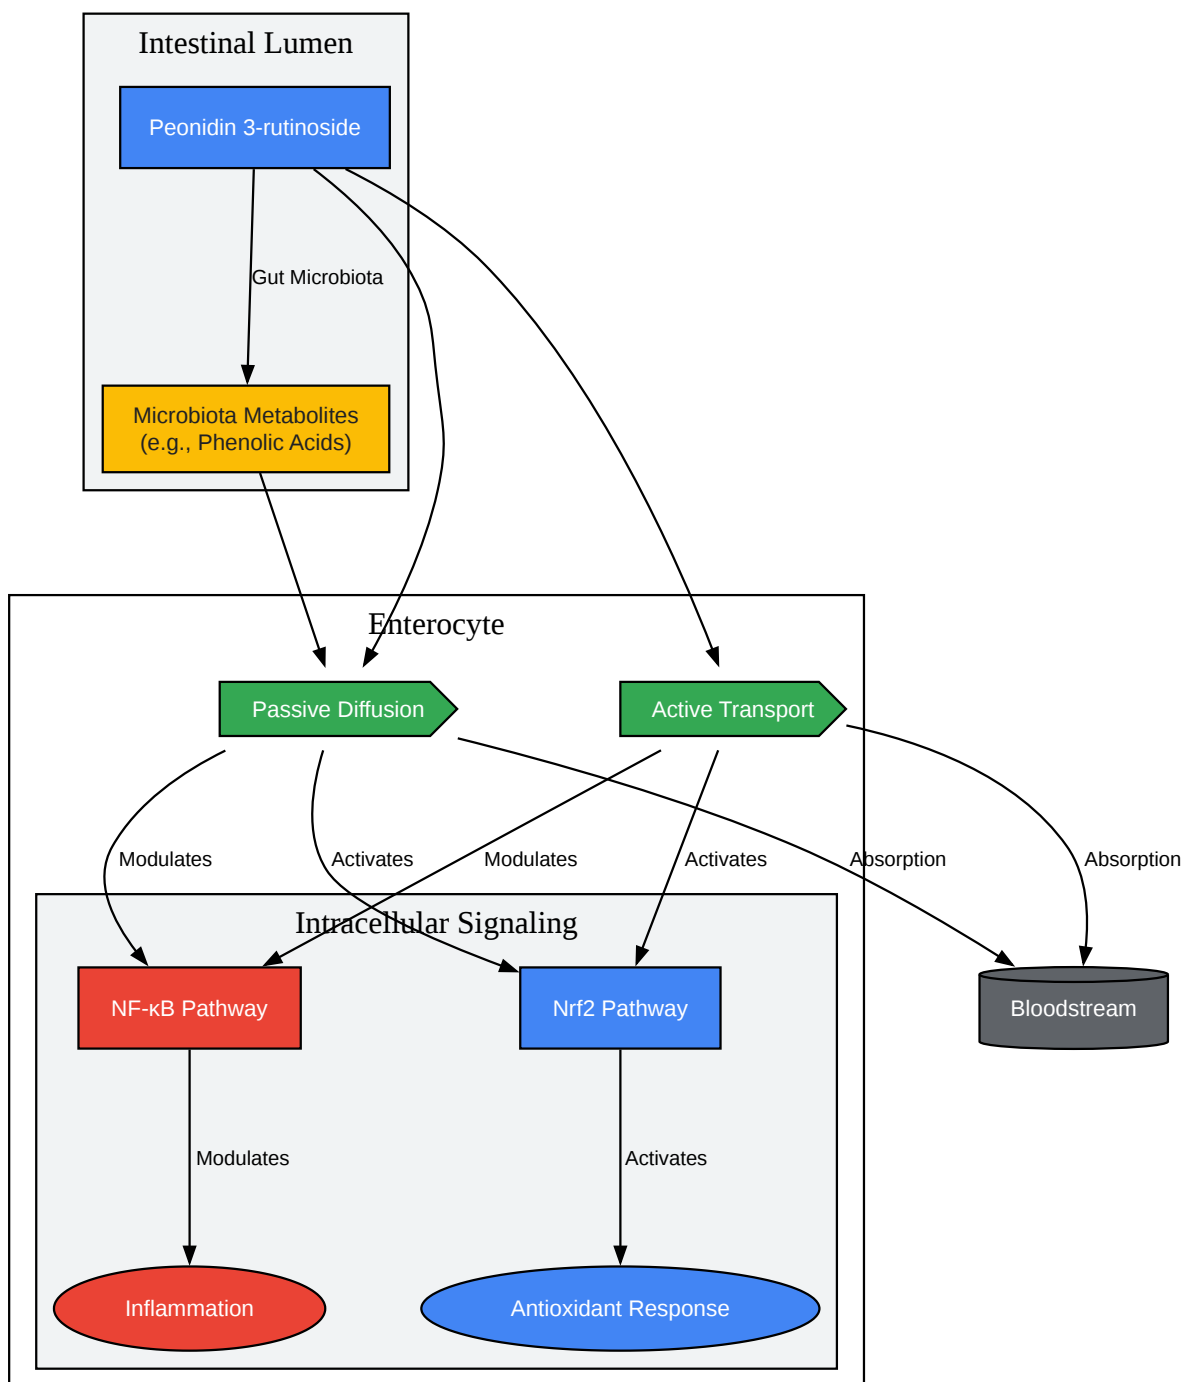 Intestinal Lumen
Peonidin 3-rutinoside
Gut Microbiota
Microbiota Metabolites
(e.g., Phenolic Acids)
Enterocyte
Passive Diffusion
Active Transport
Modulates
Activates
Modulates
Activates
Absorption
Absorption
Intracellular Signaling
NF-κB Pathway
Nrf2 Pathway
Bloodstream
Modulates
Activates
Inflammation
Antioxidant Response